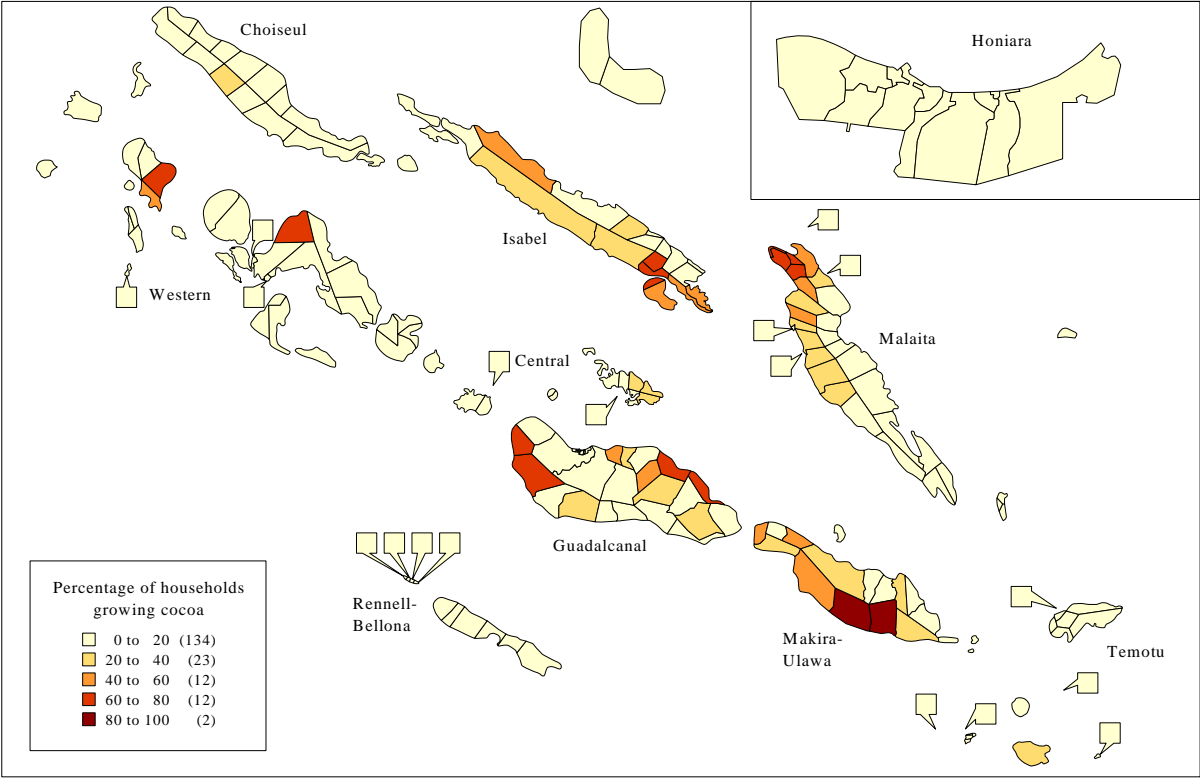 Choiseul
Honiara
Isabel
Western
Malaita
Central
Guadalcanal
Rennell-
Bellona
Makira-
Ulawa
Temotu
Percentage of households
growing cocoa
0 to 20 (134)
20 to 40 (23)
40 to 60 (12)
60 to 80 (12)
80 to 100 (2)